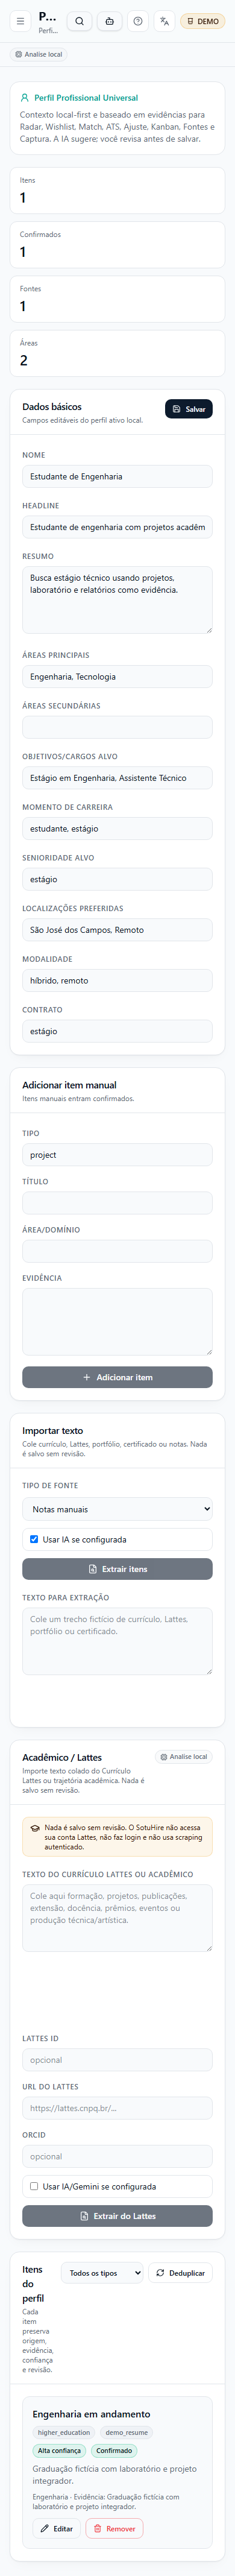 P...
Perfi...
DEMO
Analise local
Perfil Profissional Universal
Contexto local-first e baseado em evidências para
Radar, Wishlist, Match, ATS, Ajuste, Kanban, Fontes e
Captura. A IA sugere; você revisa antes de salvar.
Itens
1
Confirmados
1
Fontes
1
Áreas
2
Dados básicos
Campos editáveis do perfil ativo local.
Salvar
NOME
Estudante de Engenharia
HEADLINE
Estudante de engenharia com projetos acadêm
RESUMO
Busca estágio técnico usando projetos,
laboratório e relatórios como evidência.
ÁREAS PRINCIPAIS
Engenharia, Tecnologia
ÁREAS SECUNDÁRIAS
OBJETIVOS/CARGOS ALVO
Estágio em Engenharia, Assistente Técnico
MOMENTO DE CARREIRA
estudante, estágio
SENIORIDADE ALVO
estágio
LOCALIZAÇÕES PREFERIDAS
São José dos Campos, Remoto
MODALIDADE
híbrido, remoto
CONTRATO
estágio
Adicionar item manual
Itens manuais entram confirmados.
TIPO
project
TÍTULO
ÁREA/DOMÍNIO
EVIDÊNCIA
Adicionar item
Importar texto
Cole currículo, Lattes, portfólio, certificado ou notas. Nada
é salvo sem revisão.
TIPO DE FONTE
Notas manuais
Usar IA se configurada
Extrair itens
TEXTO PARA EXTRAÇÃO
Cole um trecho fictício de currículo, Lattes,
portfólio ou certificado.
Acadêmico / Lattes
Analise local
Importe texto colado do Currículo
Lattes ou trajetória acadêmica. Nada é
salvo sem revisão.
Nada é salvo sem revisão. O SotuHire não acessa
sua conta Lattes, não faz login e não usa scraping
autenticado.
TEXTO DO CURRÍCULO LATTES OU ACADÊMICO
Cole aqui formação, projetos, publicações,
extensão, docência, prêmios, eventos ou
produção técnica/artística.
LATTES ID
opcional
URL DO LATTES
https://lattes.cnpq.br/...
ORCID
opcional
Usar IA/Gemini se configurada
Extrair do Lattes
Itens
do
perfil
Todos os tipos
Deduplicar
Cada
item
preserva
origem,
evidência,
confiança
e revisão.
Engenharia em andamento
higher_education
demo_resume
Alta confiança
Confirmado
Graduação fictícia com laboratório e projeto
integrador.
Engenharia · Evidência: Graduação fictícia com
laboratório e projeto integrador.
Editar
Remover